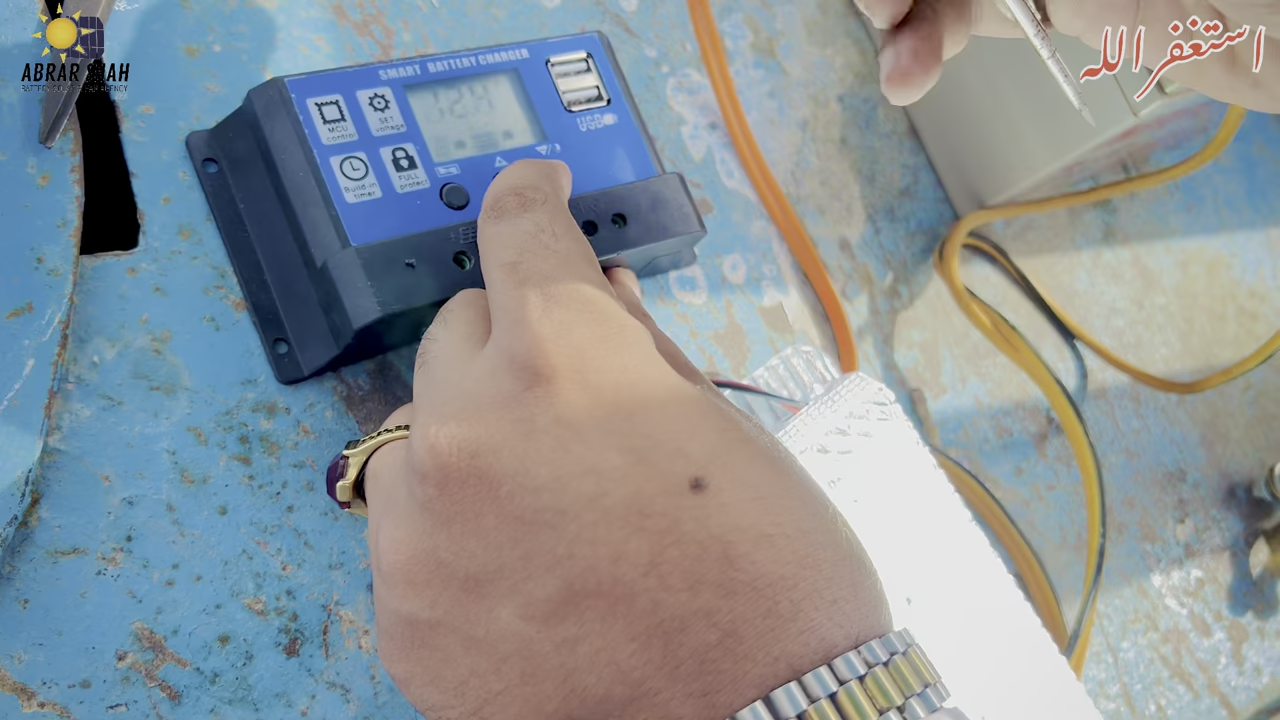 ABRAR SHAH
استغفر الله
SMART BATTERY CHARGER
MCU
control
SET
voltage
Build-in
timer
FULL
protect
USB